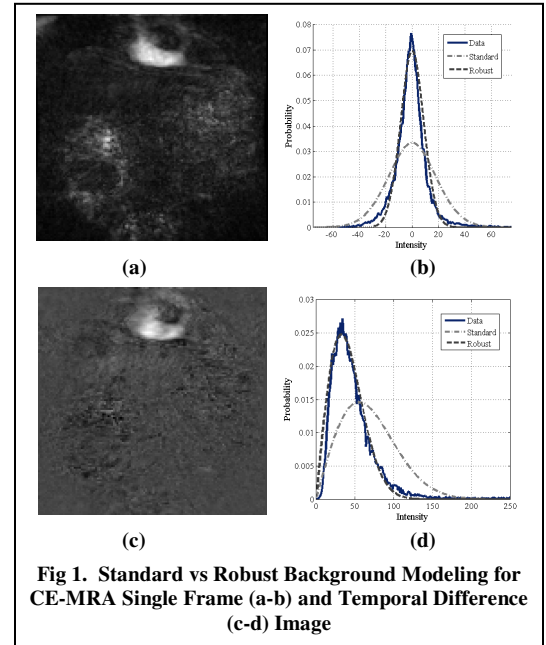 0.08
0.07
0.06
0.05
0.04
0.03
0.02
0.01
0
Probability
-60 -40 -20 0 20 40 60
Intensity
Data
Standard
Robust
(a) (b)
0.03
0.025
0.02
0.015
0.01
0.005
0
Probability
0 50 100 150 200 250
Intensity
Data
Standard
Robust
(c) (d)
Fig 1. Standard vs Robust Background Modeling for
CE-MRA Single Frame (a-b) and Temporal Difference
(c-d) Image